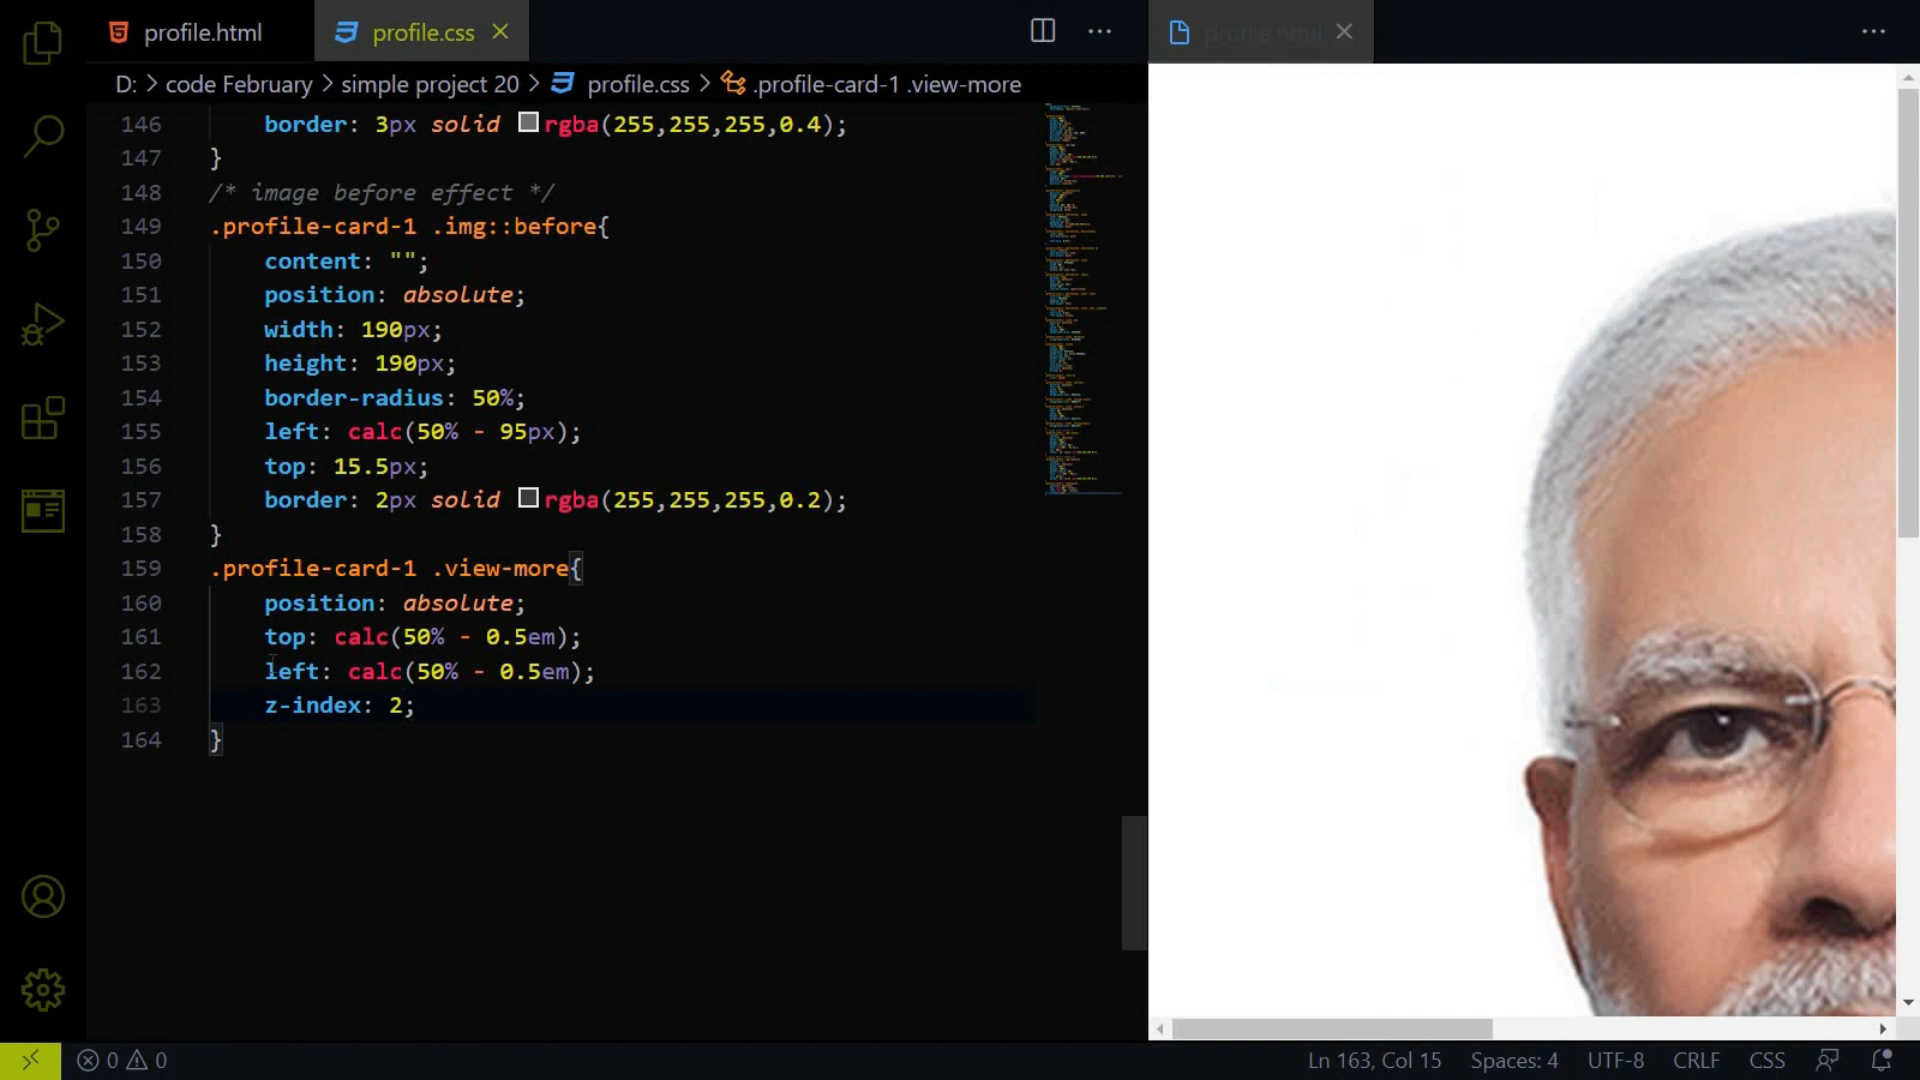 profile.html
profile.css
profile.html
D: > code February > simple project 20 > profile.css > .profile-card-1 .view-more
146 border: 3px solid rgba(255,255,255,0.4);
147 }
148 /* image before effect */
149 .profile-card-1 .img::before{
150 content: "";
151 position: absolute;
152 width: 190px;
153 height: 190px;
154 border-radius: 50%;
155 left: calc(50% - 95px);
156 top: 15.5px;
157 border: 2px solid rgba(255,255,255,0.2);
158 }
159 .profile-card-1 .view-more{
160 position: absolute;
161 top: calc(50% - 0.5em);
162 left: calc(50% - 0.5em);
163 z-index: 2;
164 }
0 0
Ln 163, Col 15 Spaces: 4 UTF-8 CRLF CSS